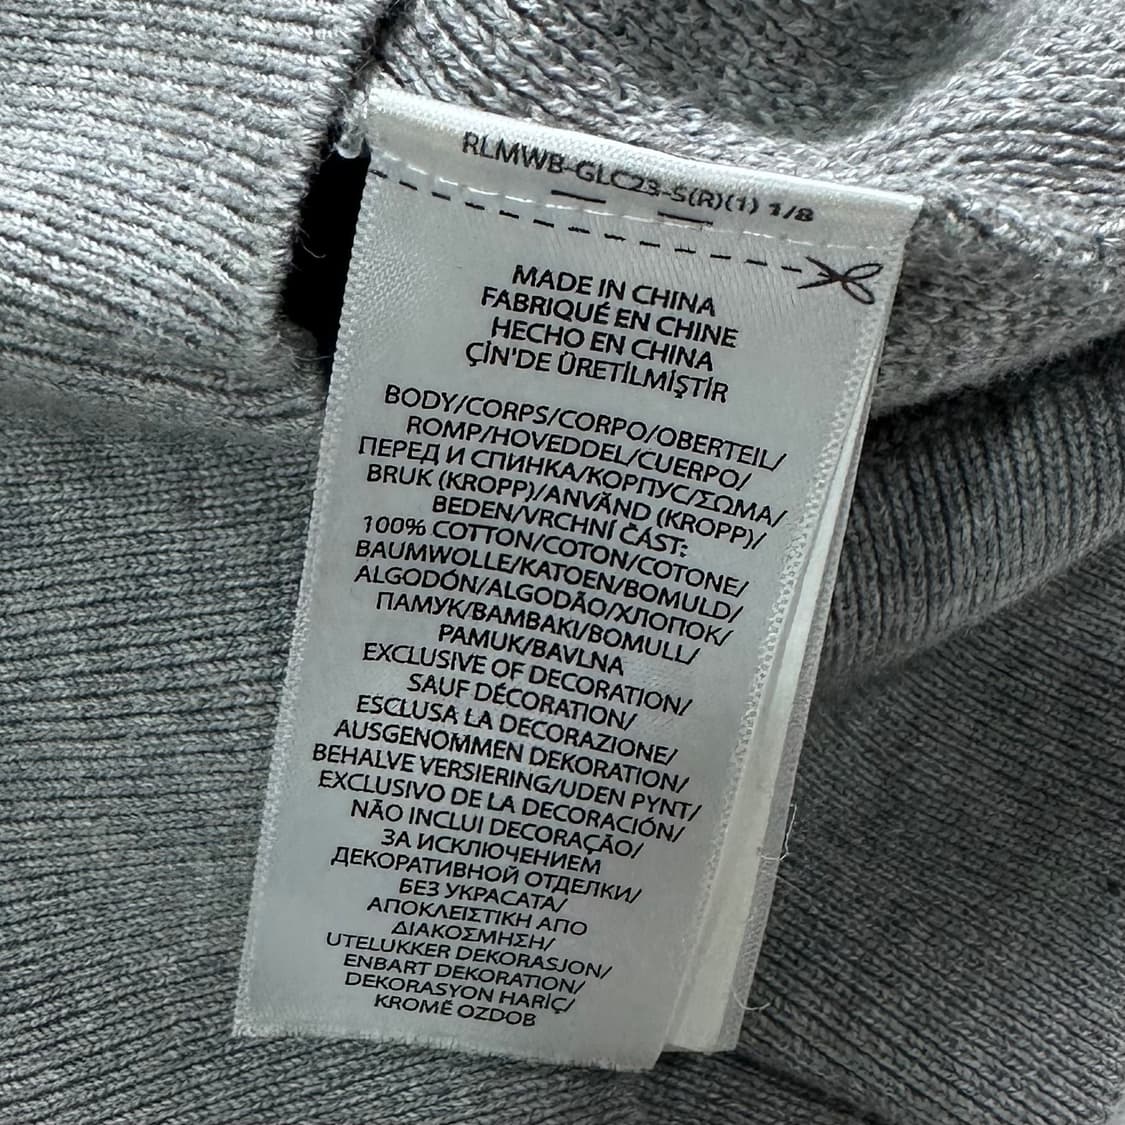 RLMWB-GLC23-S(R)(1) 1/8
MADE IN CHINA
FABRIQUÉ EN CHINE
HECHO EN CHINA
ÇİN'DE ÜRETİLMİŞTİR
BODY/CORPS/CORPO/OBERTEIL/
ROMP/HOVEDDEL/CUERPO/
ПЕРЕД И СПИНКА/КОРПУС/ΣΩΜΑ/
BRUK (KROPP)/ANVÄND (KROPP)/
BEDEN/VRCHNÍ ČÁST:
100% COTTON/COTON/COTONE/
BAUMWOLLE/KATOEN/BOMULD/
ALGODÓN/ALGODÃO/ХЛОПОК/
ПАМУК/ΒΑΜΒΑΚΙ/BOMULL/
PAMUK/BAVLNA
EXCLUSIVE OF DECORATION/
SAUF DÉCORATION/
ESCLUSA LA DECORAZIONE/
AUSGENOMMEN DEKORATION/
BEHALVE VERSIERING/UDEN PYNT/
EXCLUSIVO DE LA DECORACIÓN/
NÃO INCLUI DECORAÇÃO/
ЗА ИСКЛЮЧЕНИЕМ
ДЕКОРАТИВНОЙ ОТДЕЛКИ/
БЕЗ УКРАСАТА/
ΑΠΟΚΛΕΙΣΤΙΚΗ ΑΠΟ
ΔΙΑΚΟΣΜΗΣΗ/
UTELUKKER DEKORASJON/
ENBART DEKORATION/
DEKORASYON HARİÇ/
KROMĚ OZDOB